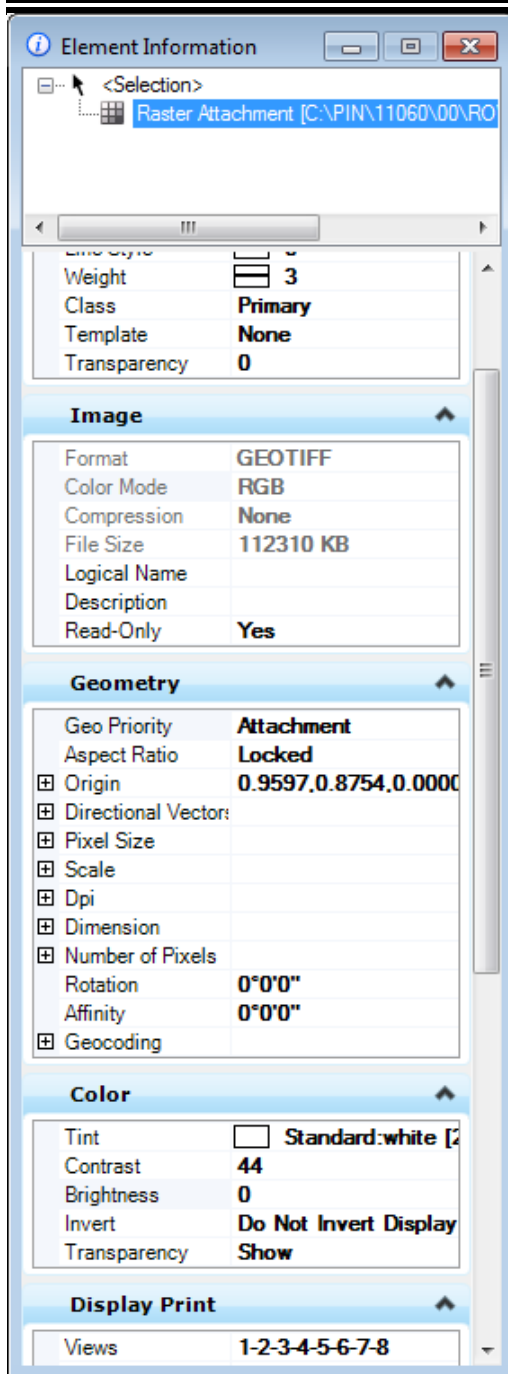 Element Information
<Selection>
Raster Attachment [C:\PIN\11060\00\RO
Weight 3
Class Primary
Template None
Transparency 0
Image
Format GEOTIFF
Color Mode RGB
Compression None
File Size 112310 KB
Logical Name
Description
Read-Only Yes
Geometry
Geo Priority Attachment
Aspect Ratio Locked
Origin 0.9597,0.8754,0.0000
Directional Vectors
Pixel Size
Scale
Dpi
Dimension
Number of Pixels
Rotation 0°0'0"
Affinity 0°0'0"
Geocoding
Color
Tint Standard:white [2
Contrast 44
Brightness 0
Invert Do Not Invert Display
Transparency Show
Display Print
Views 1-2-3-4-5-6-7-8